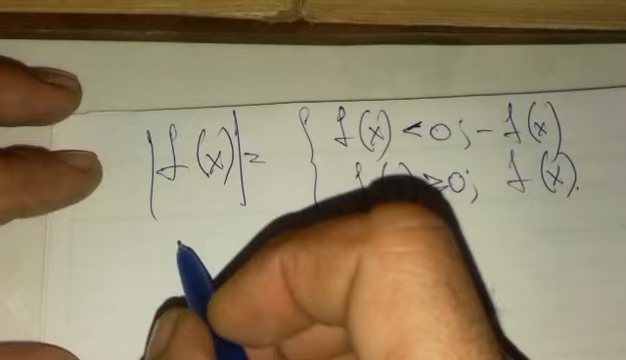 |f(x)| = { f(x) < 0; - f(x)
f( ) ≥ 0; f(x).